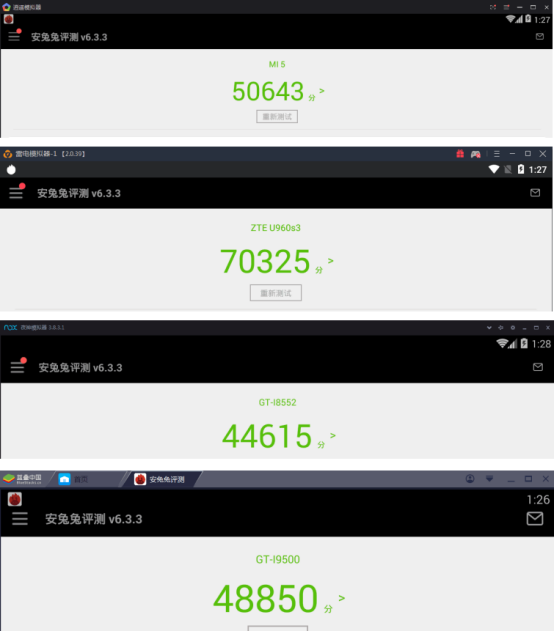 逍遥模拟器
1:27
安兔兔评测 v6.3.3
MI 5
50643 分 >
重新测试
雷电模拟器-1 【2.0.39】
1:27
安兔兔评测 v6.3.3
ZTE U960s3
70325 分 >
重新测试
nox 夜神模拟器 3.8.3.1
1:28
安兔兔评测 v6.3.3
GT-I8552
44615 分 >
蓝叠中国 首页 安兔兔评测
1:26
安兔兔评测 v6.3.3
GT-I9500
48850 分 >